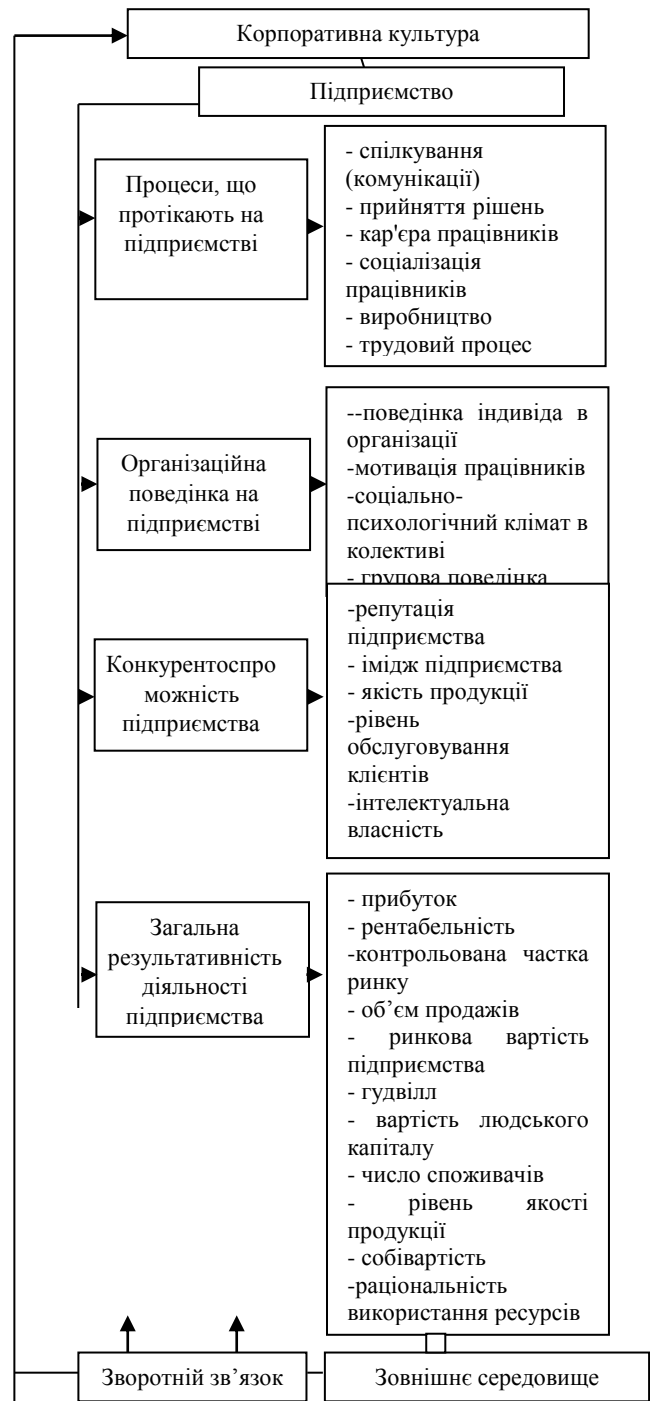 Корпоративна культура
Підприємство
Процеси, що
протікають на
підприємстві
- спілкування
(комунікації)
- прийняття рішень
- кар'єра працівників
- соціалізація
працівників
- виробництво
- трудовий процес
Організаційна
поведінка на
підприємстві
--поведінка індивіда в
організації
-мотивація працівників
-соціально-
психологічний клімат в
колективі
- групова поведінка
Конкурентоспро
можність
підприємства
-репутація
підприємства
- імідж підприємства
- якість продукції
-рівень
обслуговування
клієнтів
-інтелектуальна
власність
Загальна
результативність
діяльності
підприємства
- прибуток
- рентабельність
-контрольована частка
ринку
- об’єм продажів
- ринкова вартість
підприємства
- гудвілл
- вартість людського
капіталу
- число споживачів
- рівень якості
продукції
- собівартість
-раціональність
використання ресурсів
Зворотній зв’язок
Зовнішнє середовище